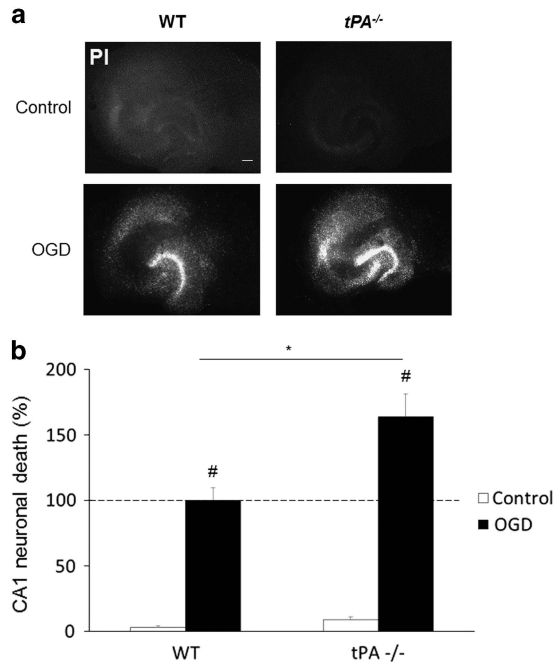 a
WT
tPA-/-
Control
PI
OGD
b
CA1 neuronal death (%)
200
150
100
50
0
*
#
#
WT
tPA -/-
Control
OGD